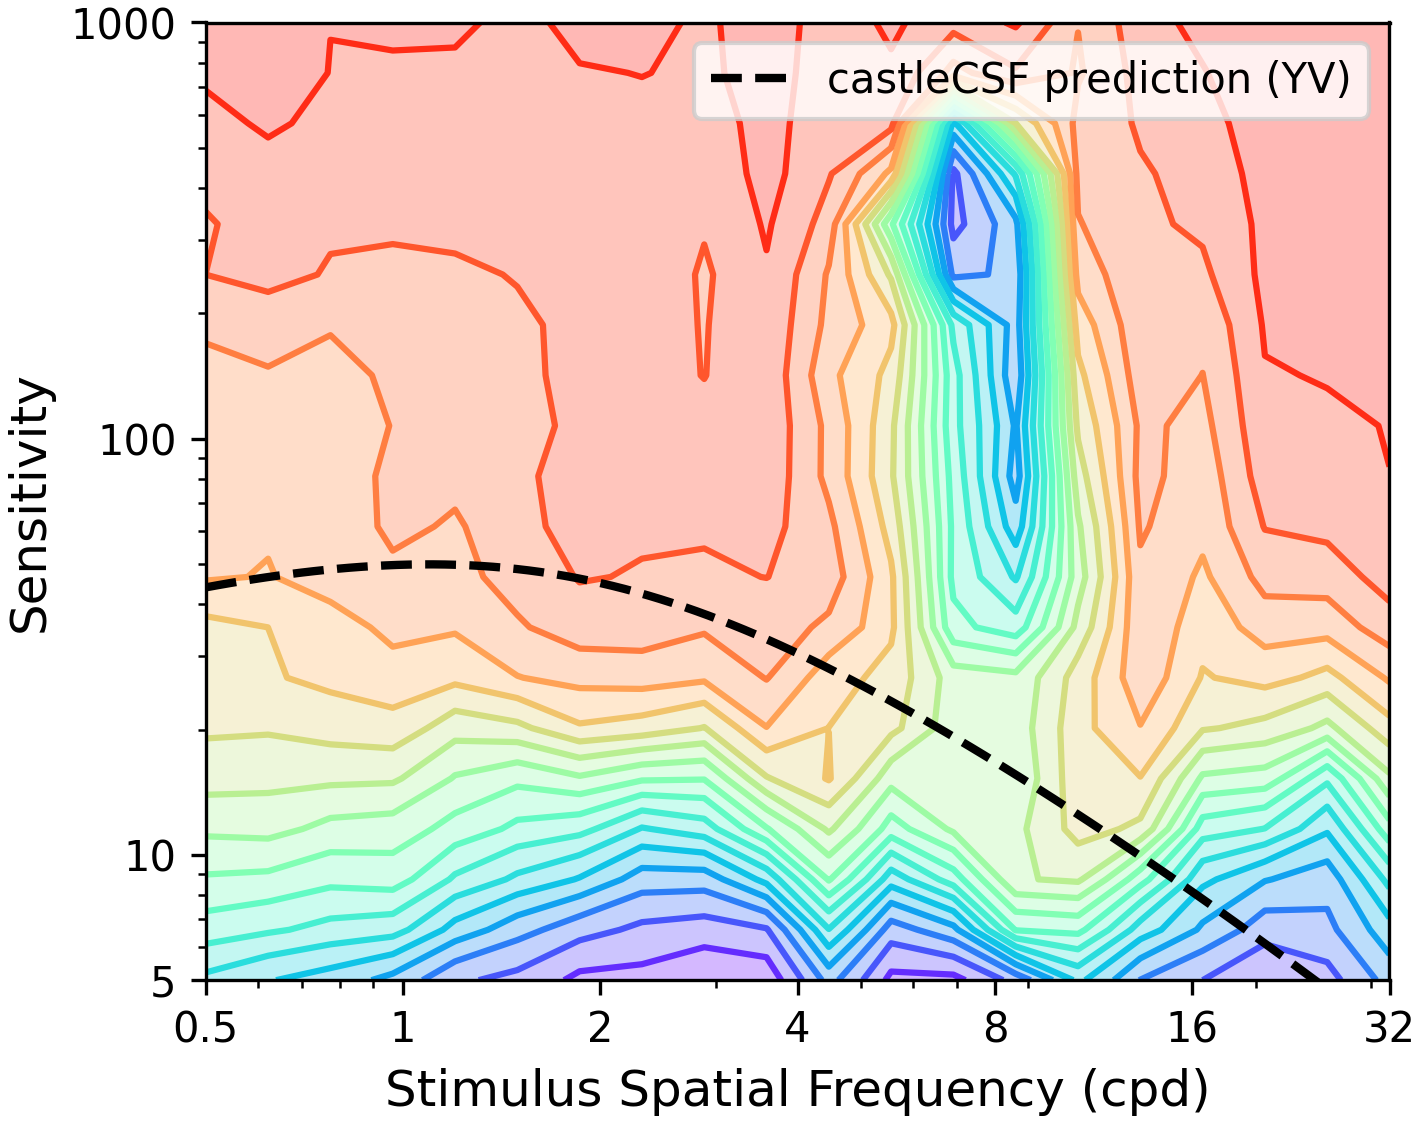 1000
castleCSF prediction (YV)
100
Sensitivity
10
5
0.5 1 2 4 8 16 32
Stimulus Spatial Frequency (cpd)